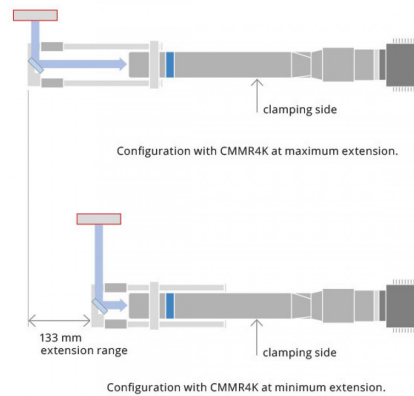 clamping side
Configuration with CMMR4K at maximum extension.
133 mm
extension range
clamping side
Configuration with CMMR4K at minimum extension.